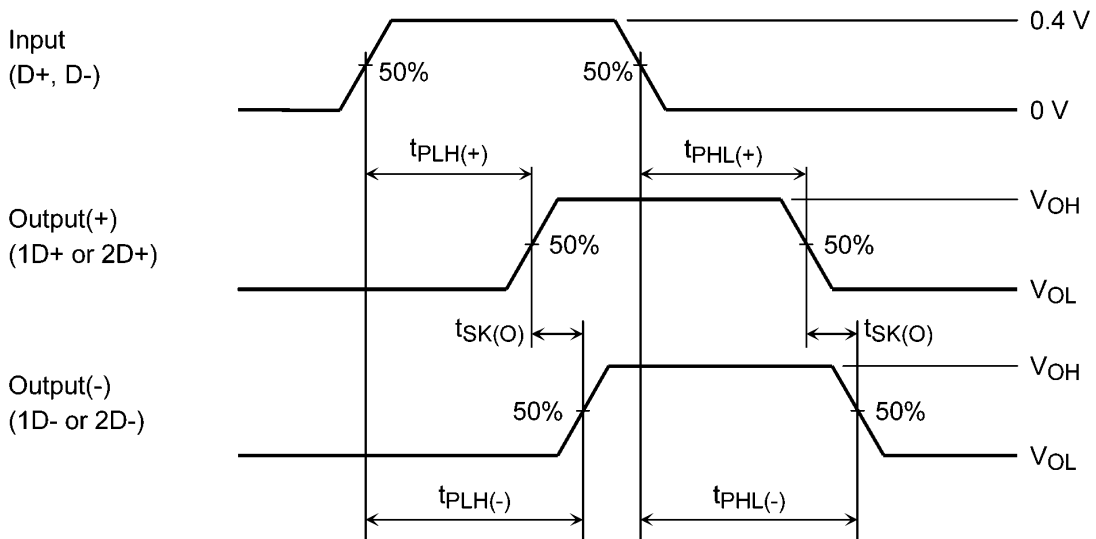 Input
(D+, D-)
0.4 V
50%
50%
0 V
tPLH(+)
tPHL(+)
Output(+)
(1D+ or 2D+)
VOH
50%
50%
VOL
tSK(O)
tSK(O)
Output(-)
(1D- or 2D-)
VOH
50%
50%
VOL
tPLH(-)
tPHL(-)